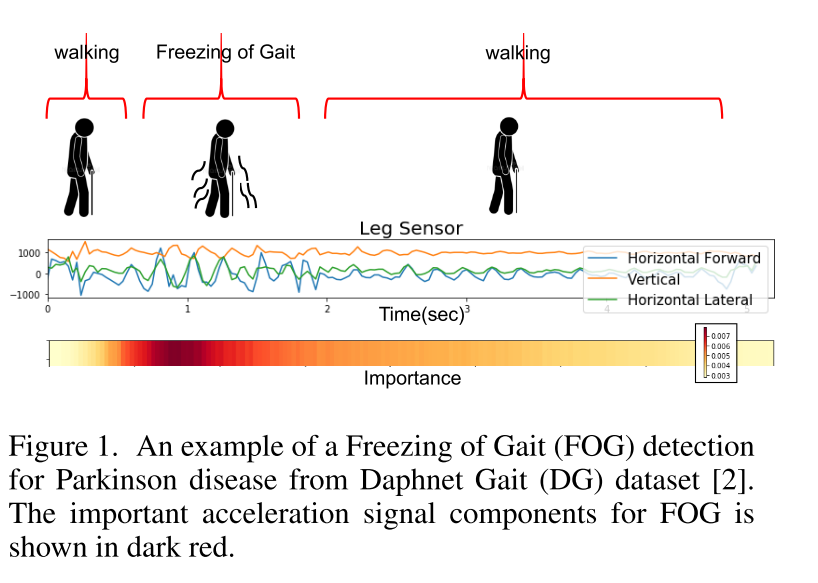 walking Freezing of Gait walking
Leg Sensor
1000
0
−1000
Horizontal Forward
Vertical
Horizontal Lateral
0 1 2 3 4 5
Time(sec)
0.007
0.006
0.005
0.004
0.003
Importance
Figure 1. An example of a Freezing of Gait (FOG) detection
for Parkinson disease from Daphnet Gait (DG) dataset [2].
The important acceleration signal components for FOG is
shown in dark red.